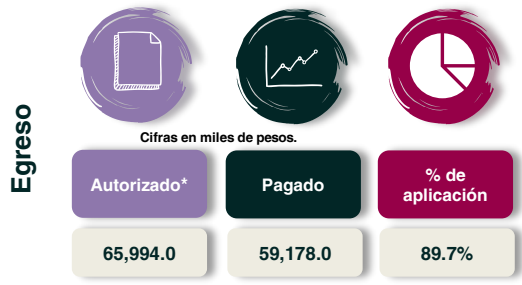 Egreso
Cifras en miles de pesos.
Autorizado*
Pagado
% de
aplicación
65,994.0
59,178.0
89.7%